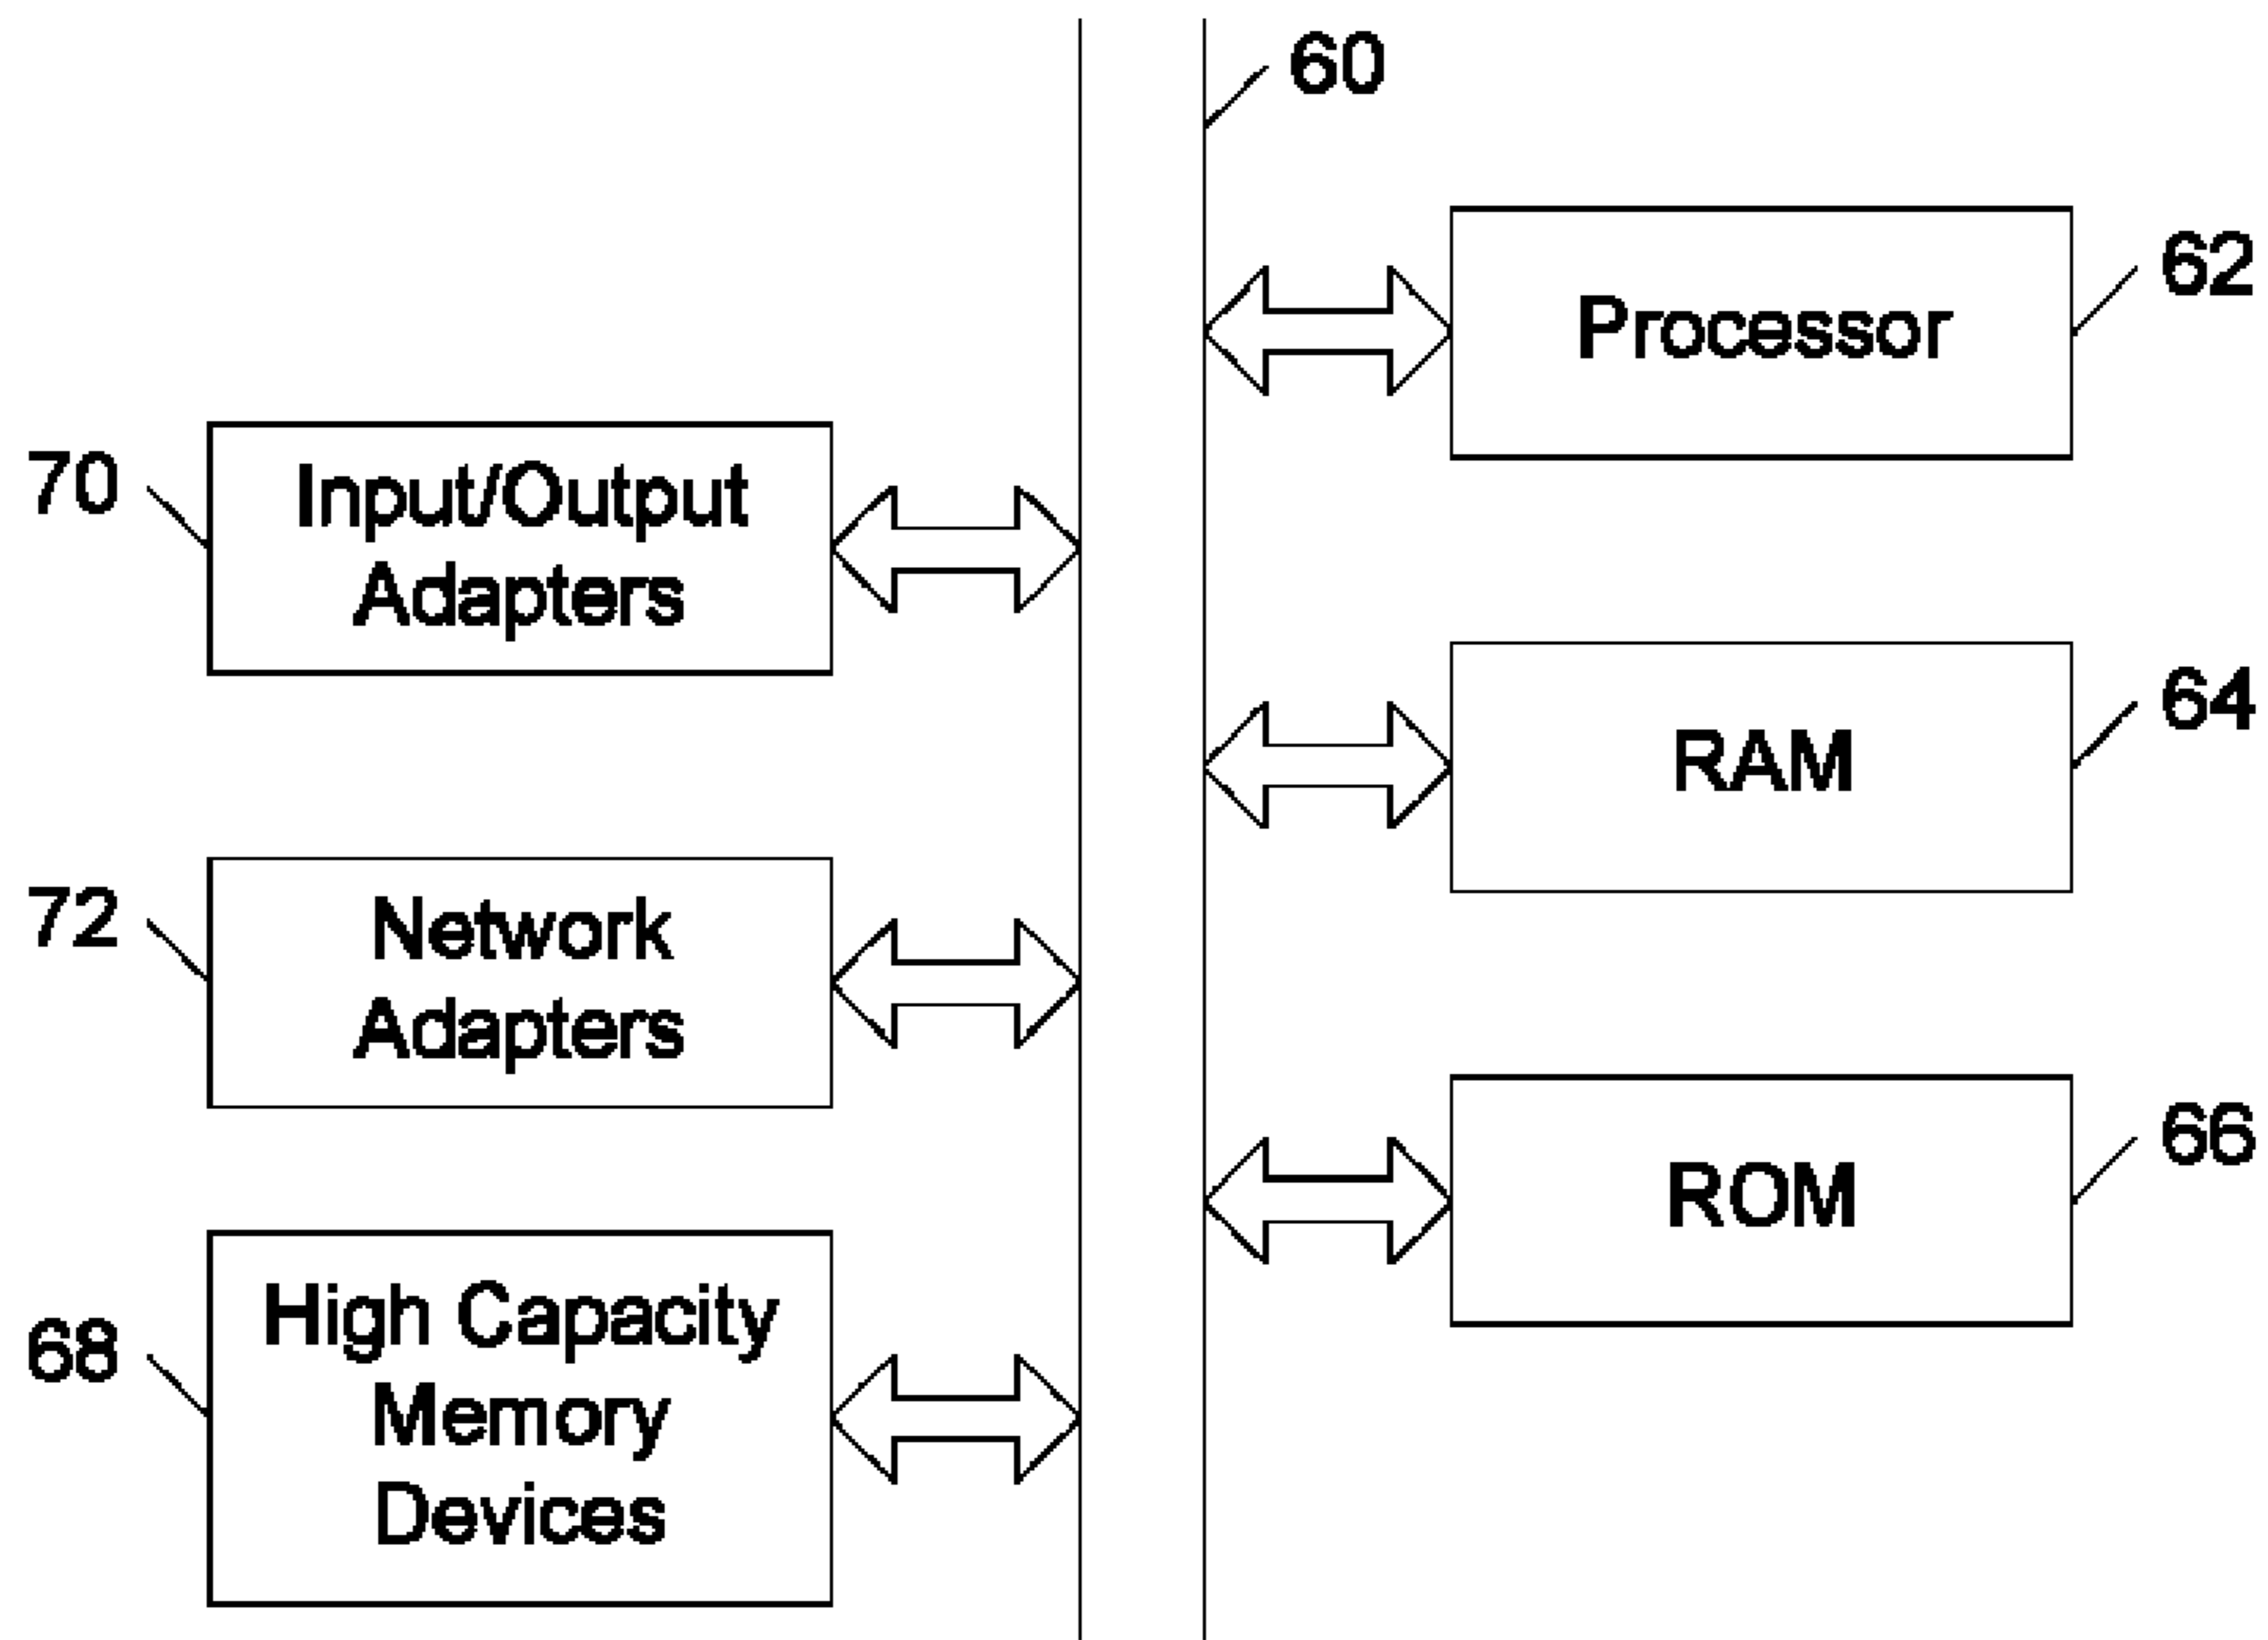 60
62
Processor
70
Input/Output
Adapters
64
RAM
72
Network
Adapters
66
ROM
68
High Capacity
Memory
Devices